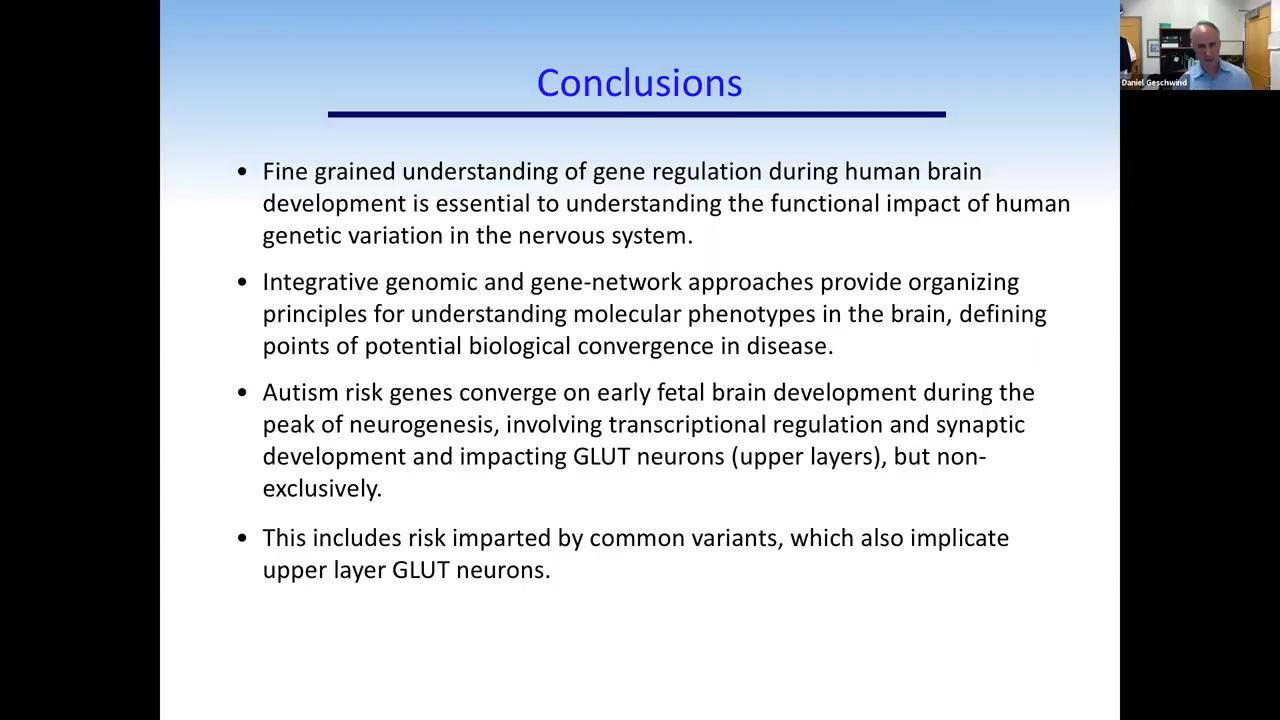 Conclusions
Daniel Geschwind
• Fine grained understanding of gene regulation during human brain
development is essential to understanding the functional impact of human
genetic variation in the nervous system.
• Integrative genomic and gene-network approaches provide organizing
principles for understanding molecular phenotypes in the brain, defining
points of potential biological convergence in disease.
• Autism risk genes converge on early fetal brain development during the
peak of neurogenesis, involving transcriptional regulation and synaptic
development and impacting GLUT neurons (upper layers), but non-
exclusively.
• This includes risk imparted by common variants, which also implicate
upper layer GLUT neurons.